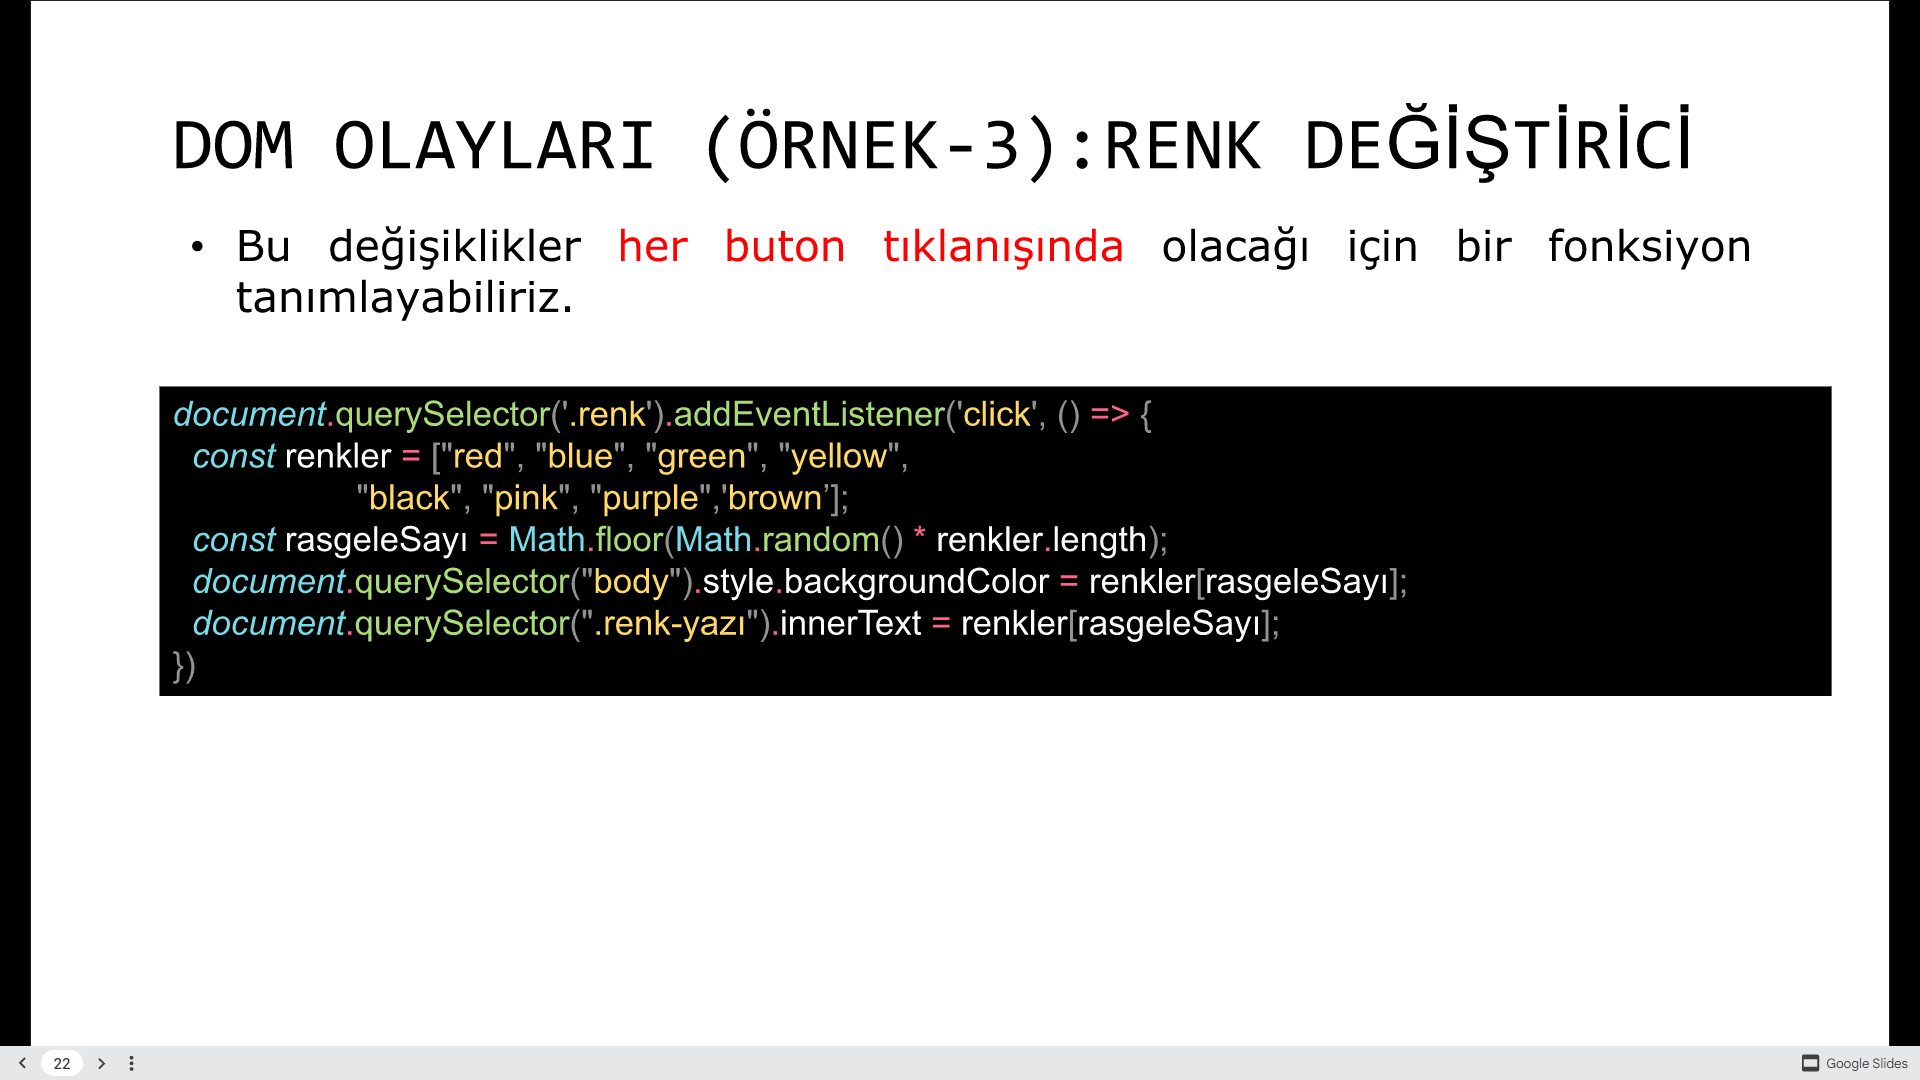 DOM OLAYLARI (ÖRNEK-3):RENK DEĞİŞTİRİCİ
• Bu değişiklikler her buton tıklanışında olacağı için bir fonksiyon
tanımlayabiliriz.
document.querySelector('.renk').addEventListener('click', () => {
  const renkler = ["red", "blue", "green", "yellow",
                   "black", "pink", "purple",'brown’];
  const rasgeleSayı = Math.floor(Math.random() * renkler.length);
  document.querySelector("body").style.backgroundColor = renkler[rasgeleSayı];
  document.querySelector(".renk-yazı").innerText = renkler[rasgeleSayı];
})
22
Google Slides